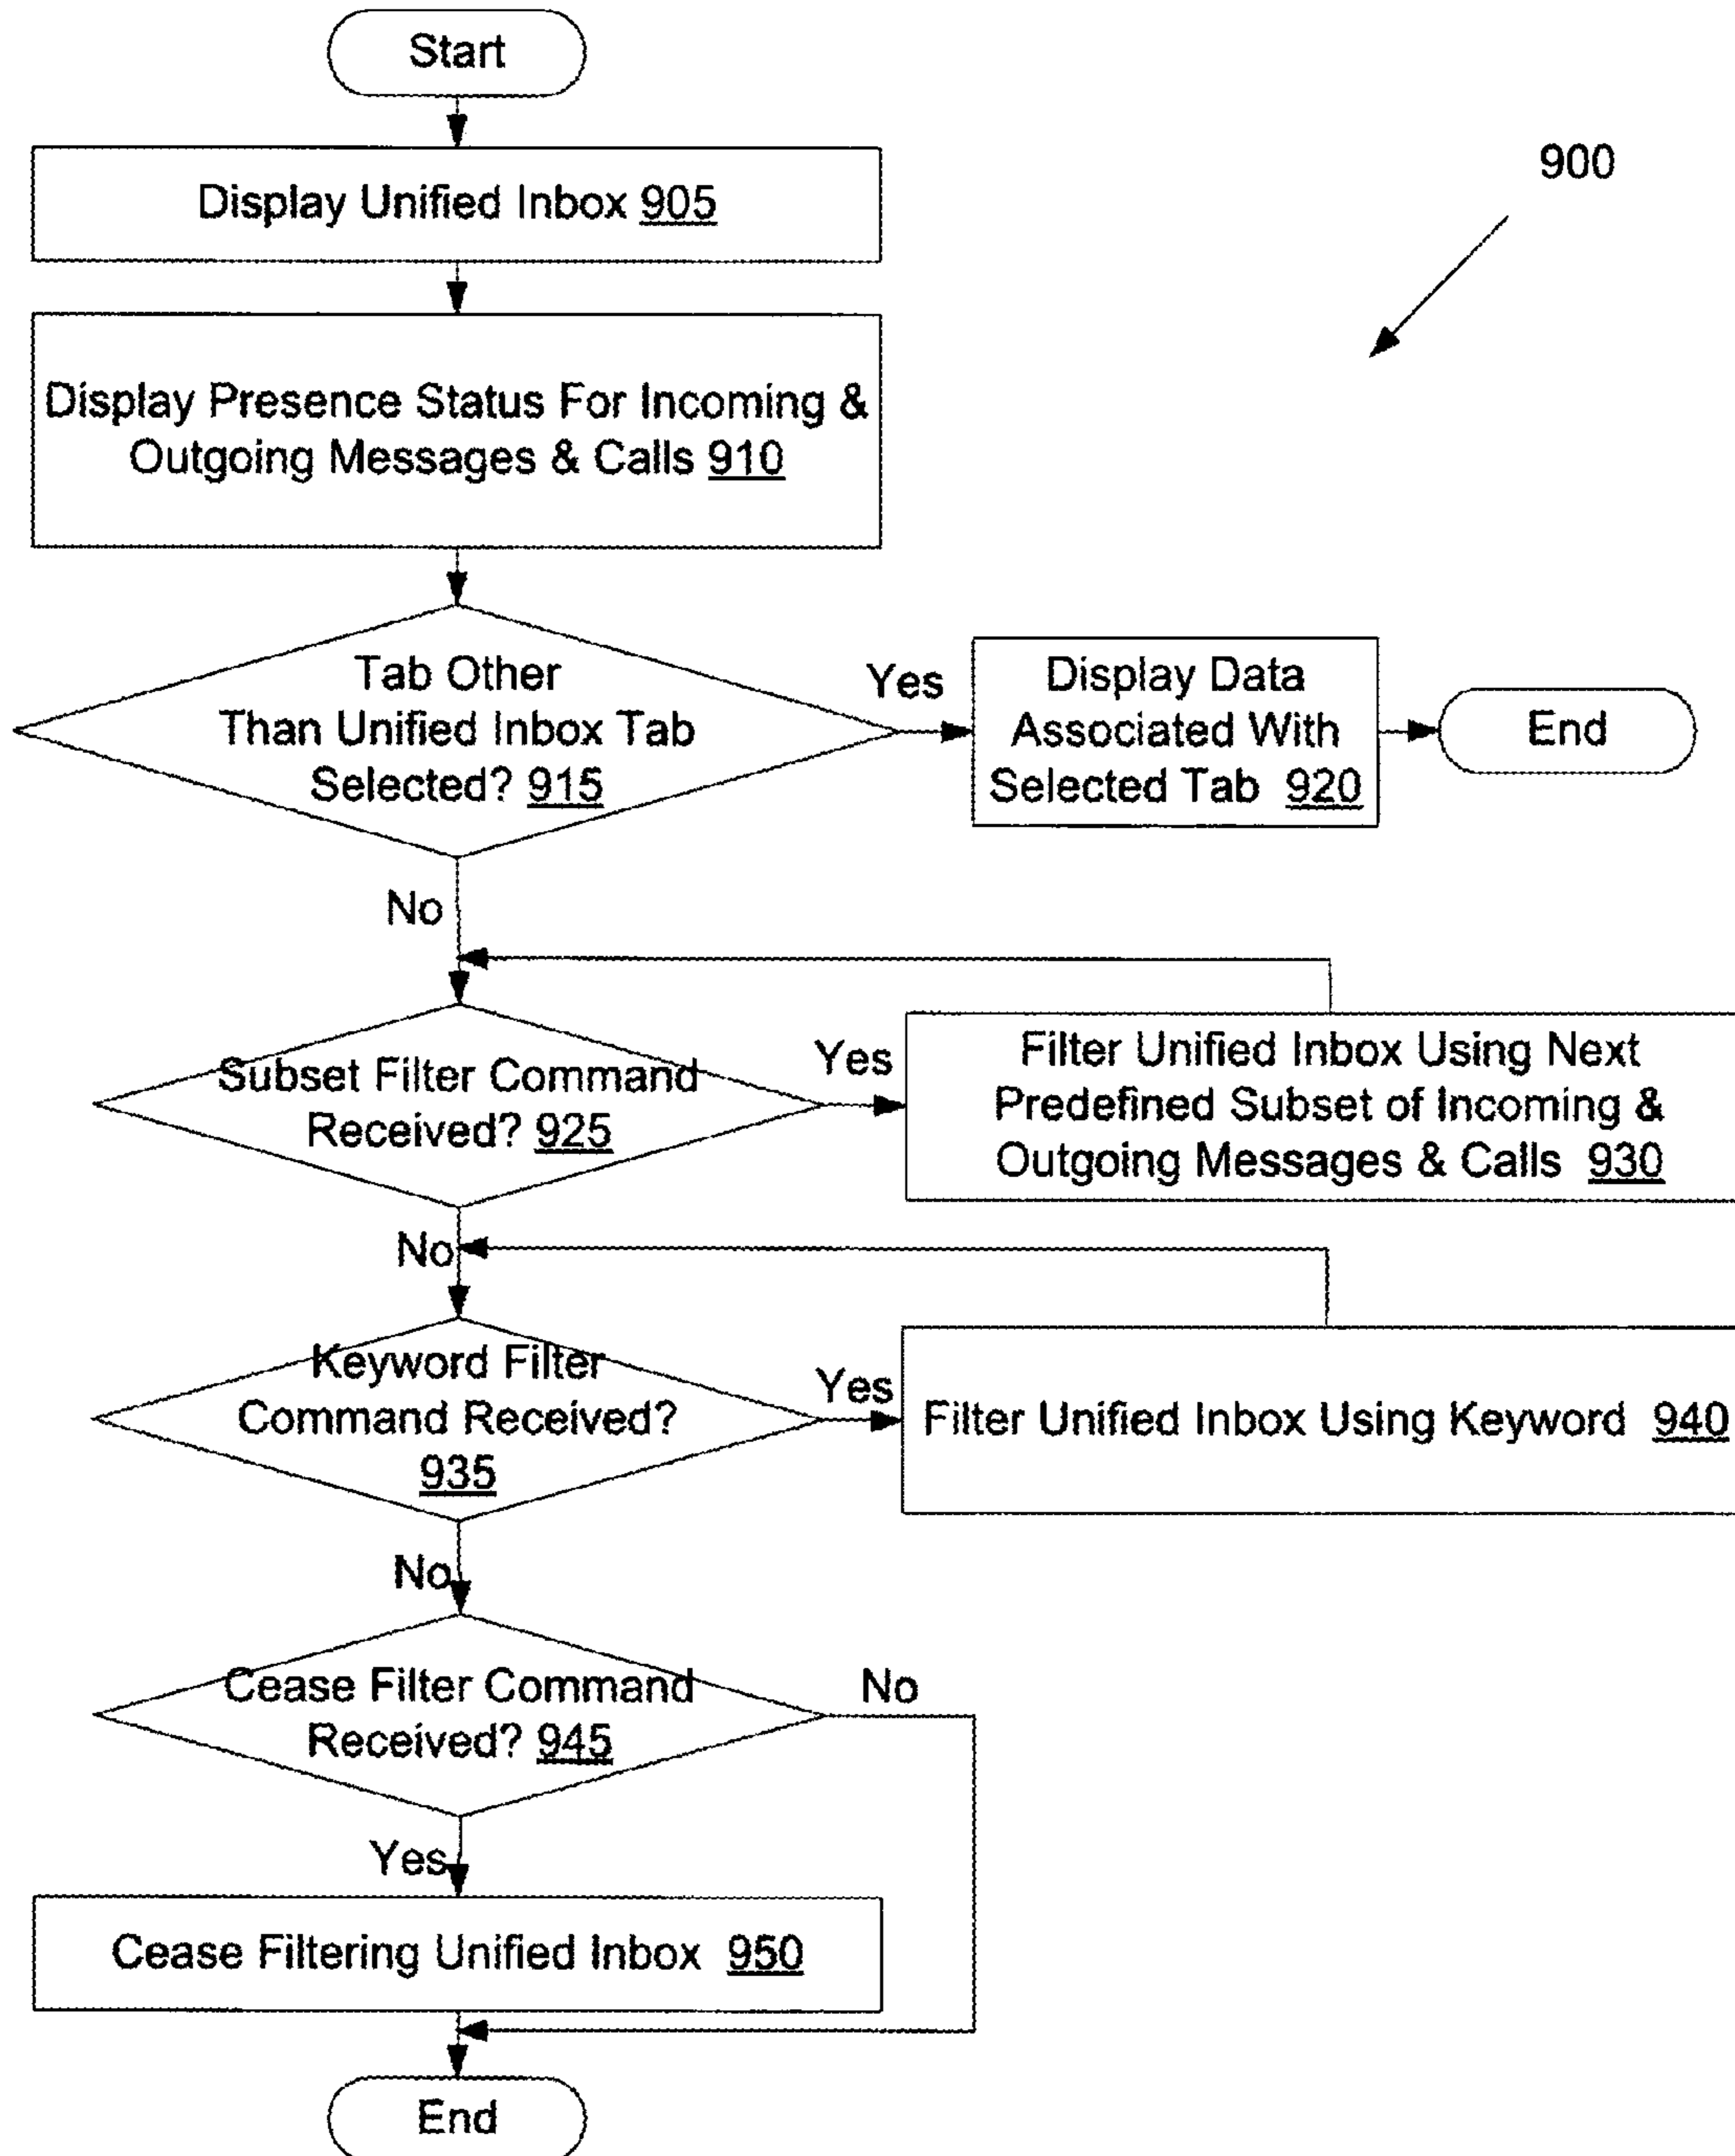 Start
900
Display Unified Inbox 905
Display Presence Status For Incoming &
Outgoing Messages & Calls 910
Tab Other
Than Unified Inbox Tab
Selected? 915
Yes
Display Data
Associated With
Selected Tab 920
End
No
Subset Filter Command
Received? 925
Yes
Filter Unified Inbox Using Next
Predefined Subset of Incoming &
Outgoing Messages & Calls 930
No
Keyword Filter
Command Received?
935
Yes
Filter Unified Inbox Using Keyword 940
No
Cease Filter Command
Received? 945
No
Yes
Cease Filtering Unified Inbox 950
End